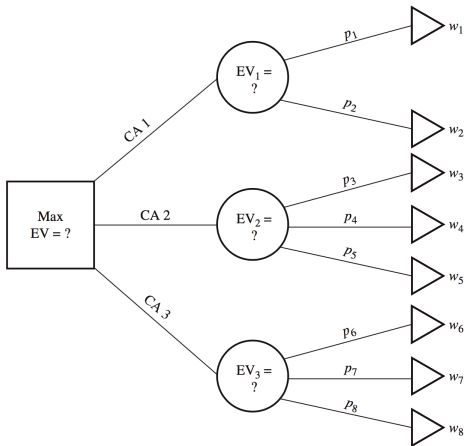 Max
EV = ?
CA 1
CA 2
CA 3
EV₁ =
?
EV₂ =
?
EV₃ =
?
p₁
p₂
p₃
p₄
p₅
p₆
p₇
p₈
w₁
w₂
w₃
w₄
w₅
w₆
w₇
w₈